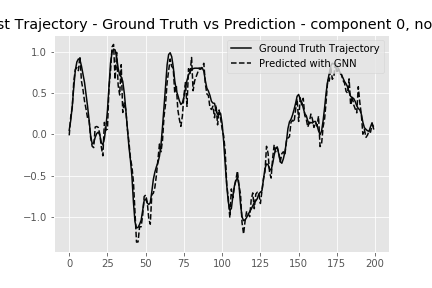 st Trajectory - Ground Truth vs Prediction - component 0, no
Ground Truth Trajectory
Predicted with GNN
1.0
0.5
0.0
−0.5
−1.0
0 25 50 75 100 125 150 175 200